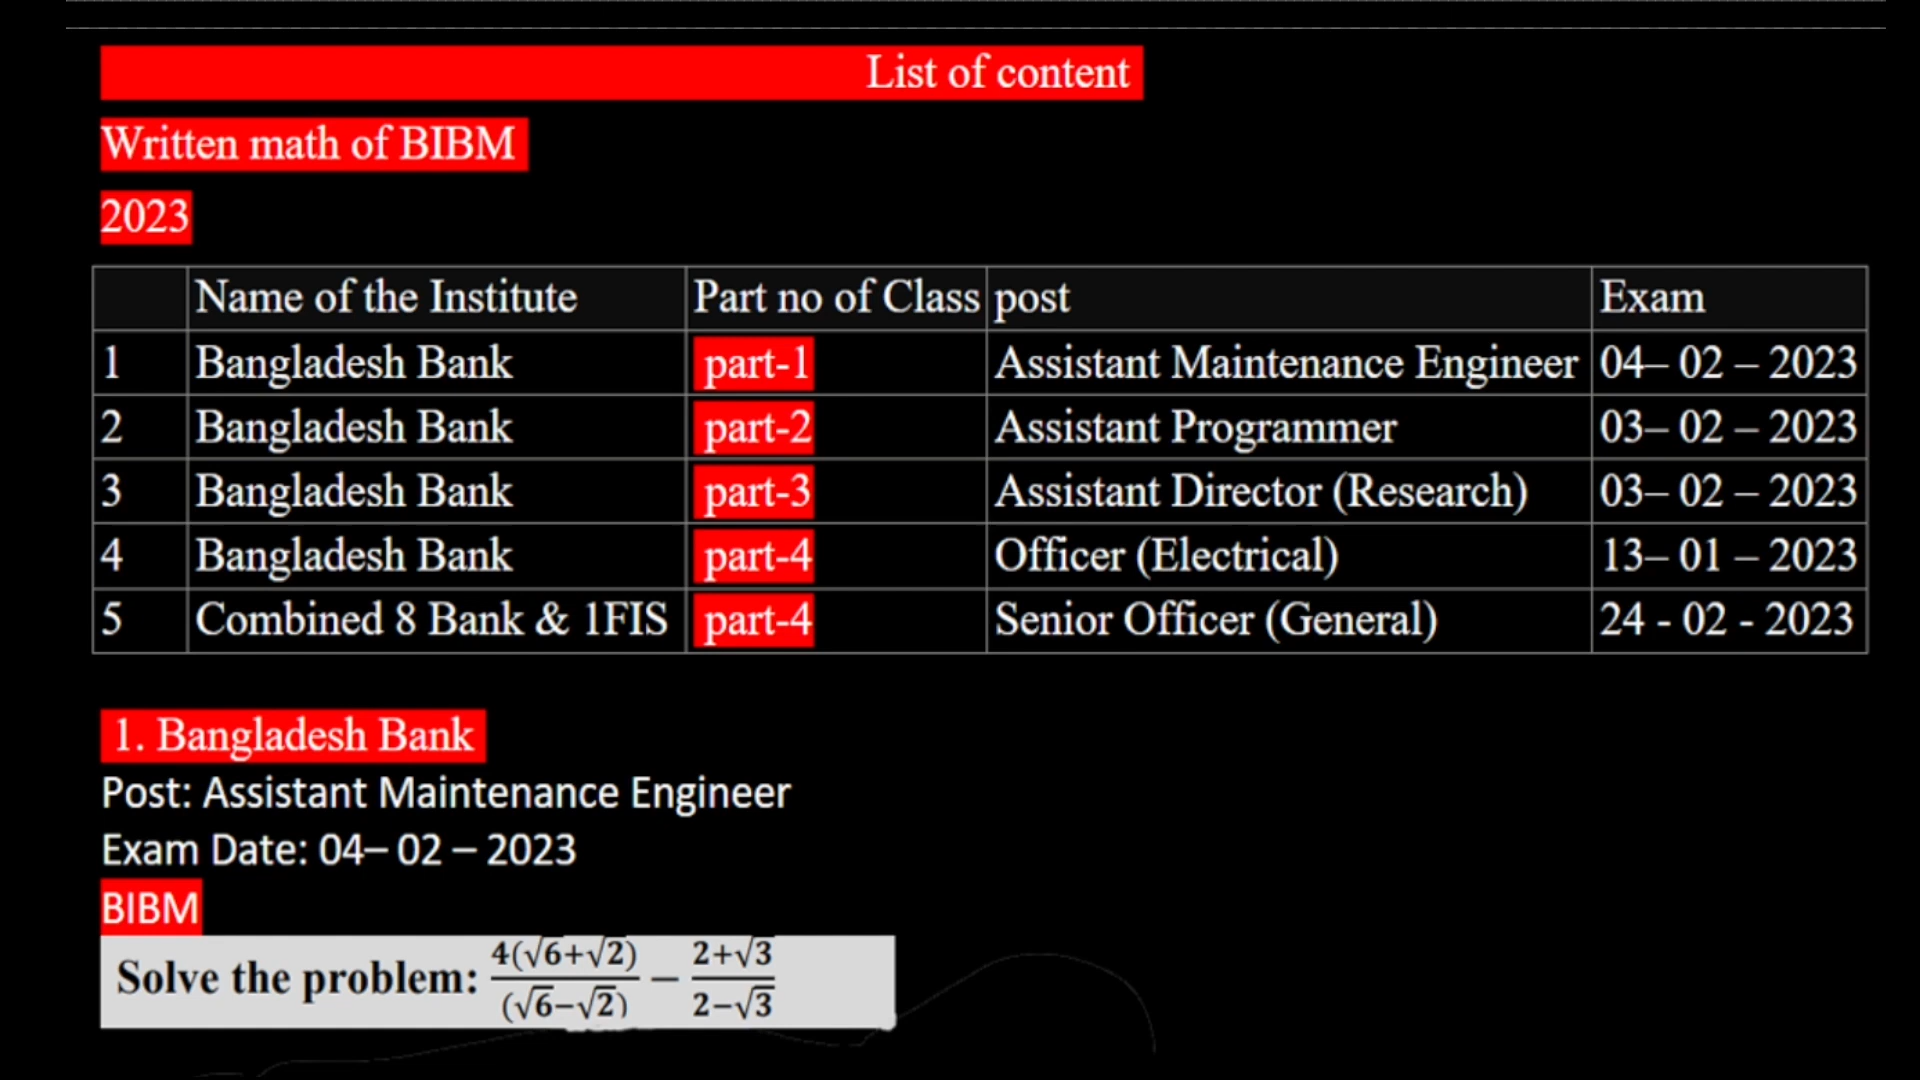 List of content
Written math of BIBM
2023
Name of the Institute Part no of Class post Exam
1 Bangladesh Bank part-1 Assistant Maintenance Engineer 04– 02 – 2023
2 Bangladesh Bank part-2 Assistant Programmer 03– 02 – 2023
3 Bangladesh Bank part-3 Assistant Director (Research) 03– 02 – 2023
4 Bangladesh Bank part-4 Officer (Electrical) 13– 01 – 2023
5 Combined 8 Bank & 1FIS part-4 Senior Officer (General) 24 - 02 - 2023
1. Bangladesh Bank
Post: Assistant Maintenance Engineer
Exam Date: 04– 02 – 2023
BIBM
Solve the problem: 4(√6+√2)/(√6−√2) − 2+√3/2−√3